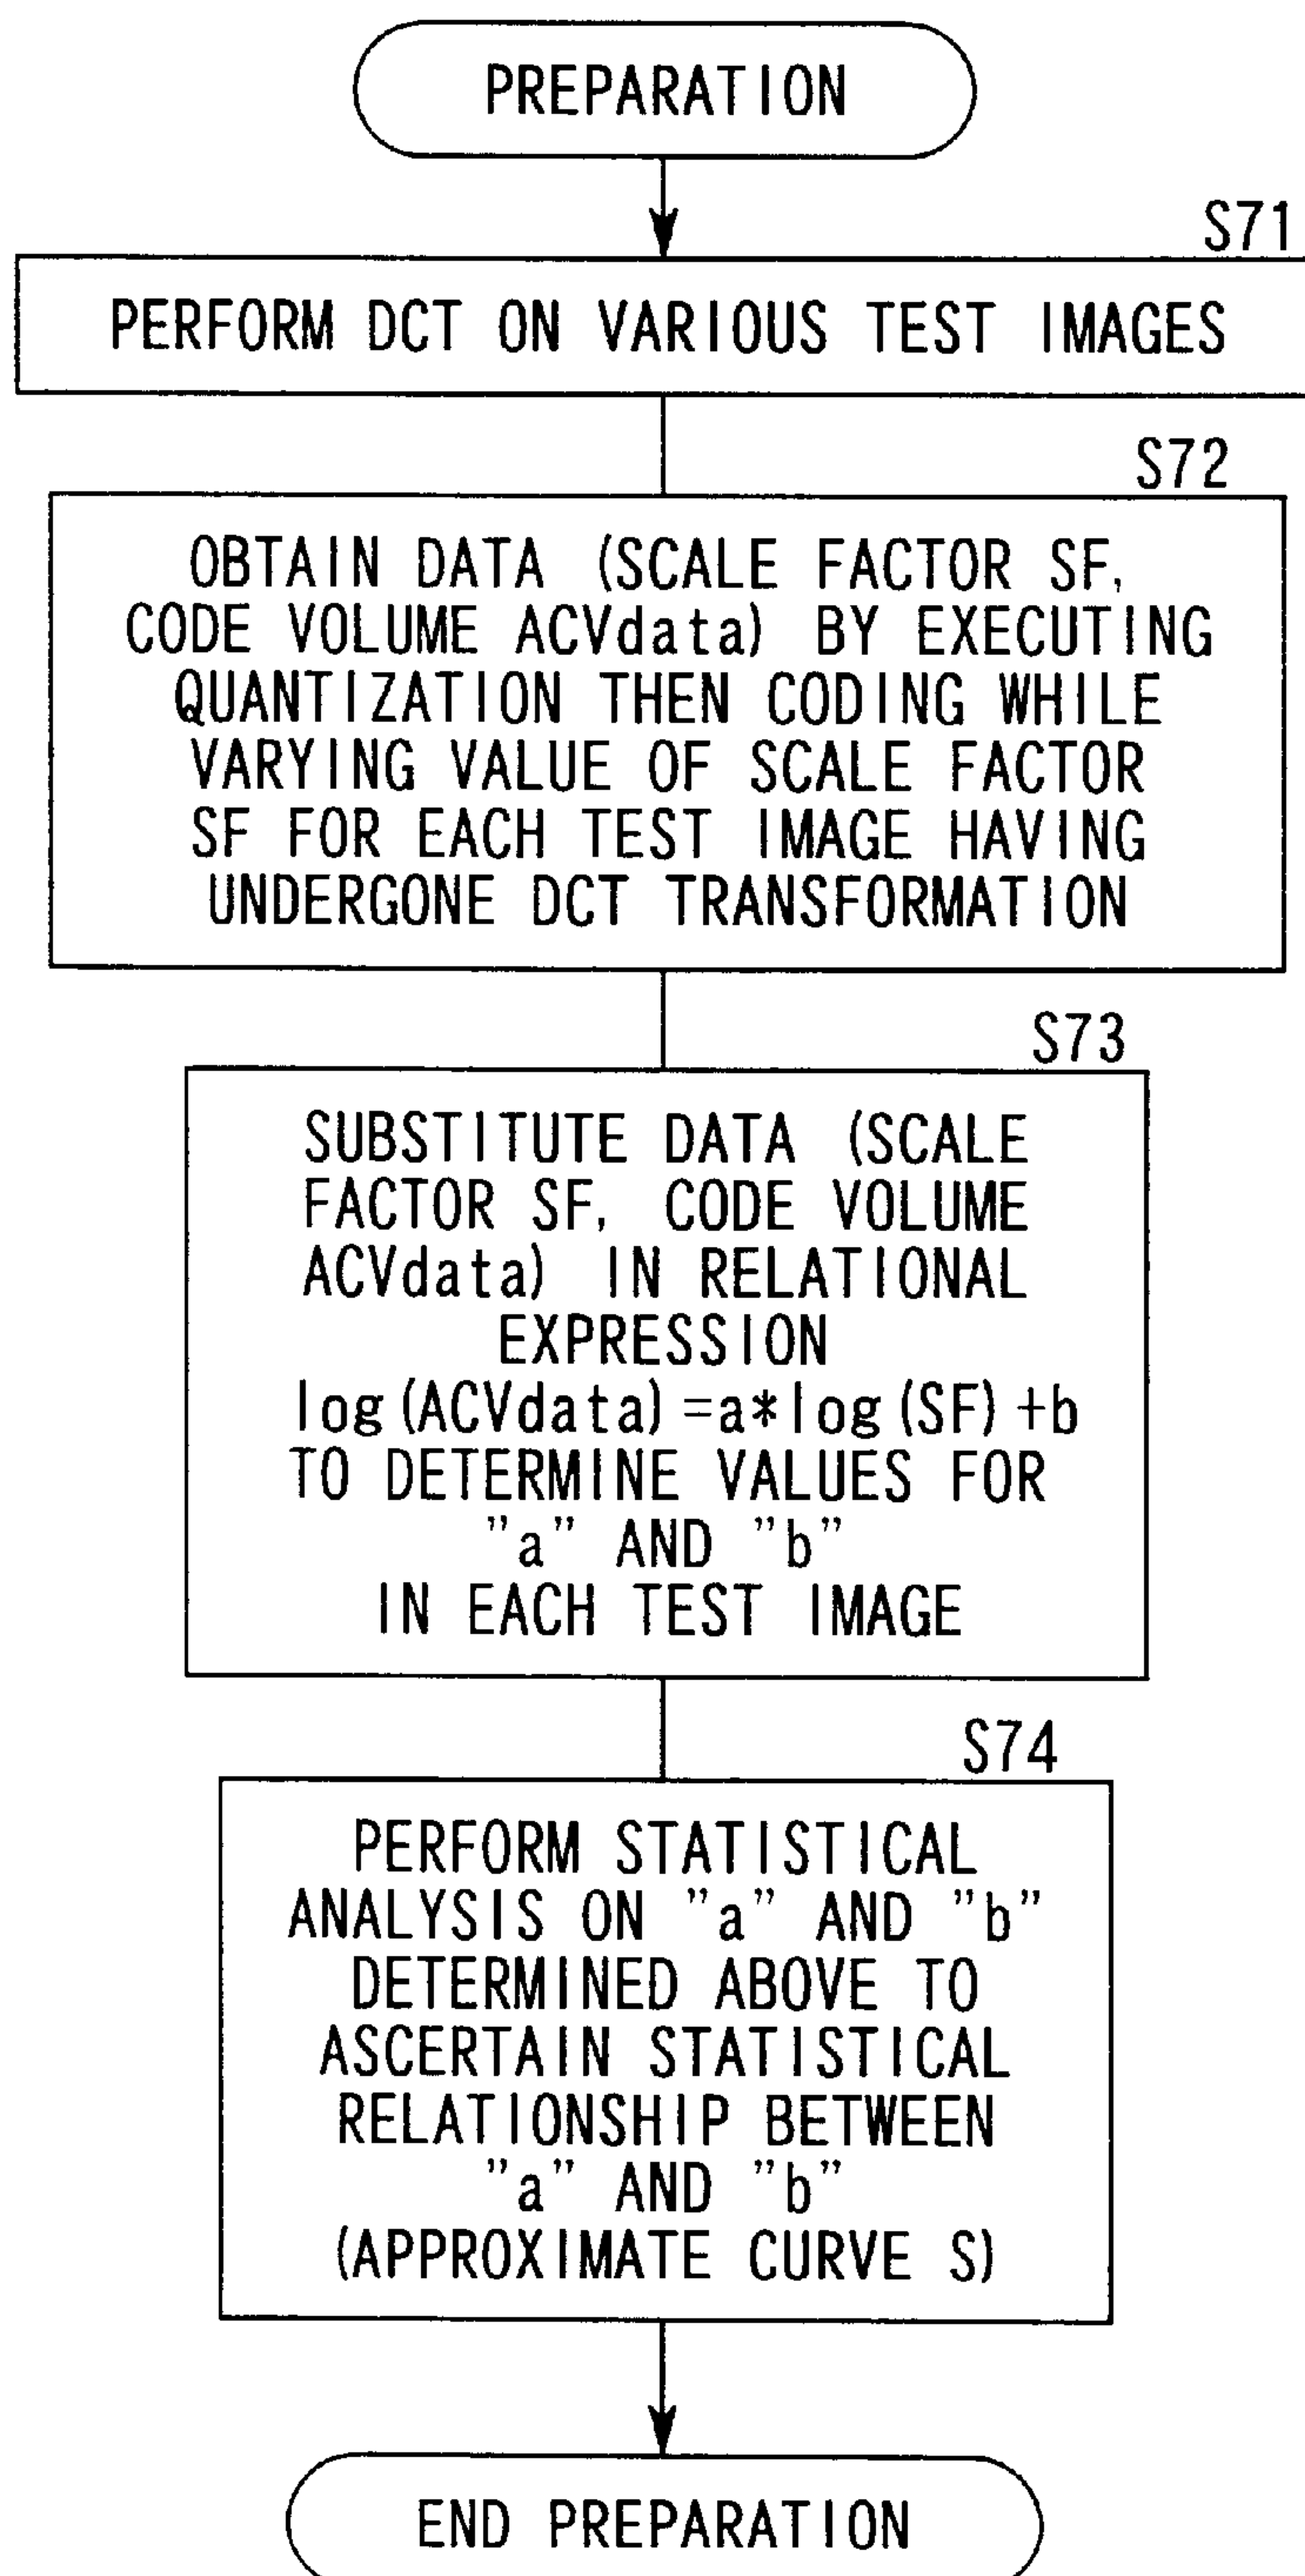 PREPARATION
S71
PERFORM DCT ON VARIOUS TEST IMAGES
S72
OBTAIN DATA (SCALE FACTOR SF,
CODE VOLUME ACVdata) BY EXECUTING
QUANTIZATION THEN CODING WHILE
VARYING VALUE OF SCALE FACTOR
SF FOR EACH TEST IMAGE HAVING
UNDERGONE DCT TRANSFORMATION
S73
SUBSTITUTE DATA (SCALE
FACTOR SF, CODE VOLUME
ACVdata) IN RELATIONAL
EXPRESSION
log(ACVdata)=a*log(SF)+b
TO DETERMINE VALUES FOR
"a" AND "b"
IN EACH TEST IMAGE
S74
PERFORM STATISTICAL
ANALYSIS ON "a" AND "b"
DETERMINED ABOVE TO
ASCERTAIN STATISTICAL
RELATIONSHIP BETWEEN
"a" AND "b"
(APPROXIMATE CURVE S)
END PREPARATION